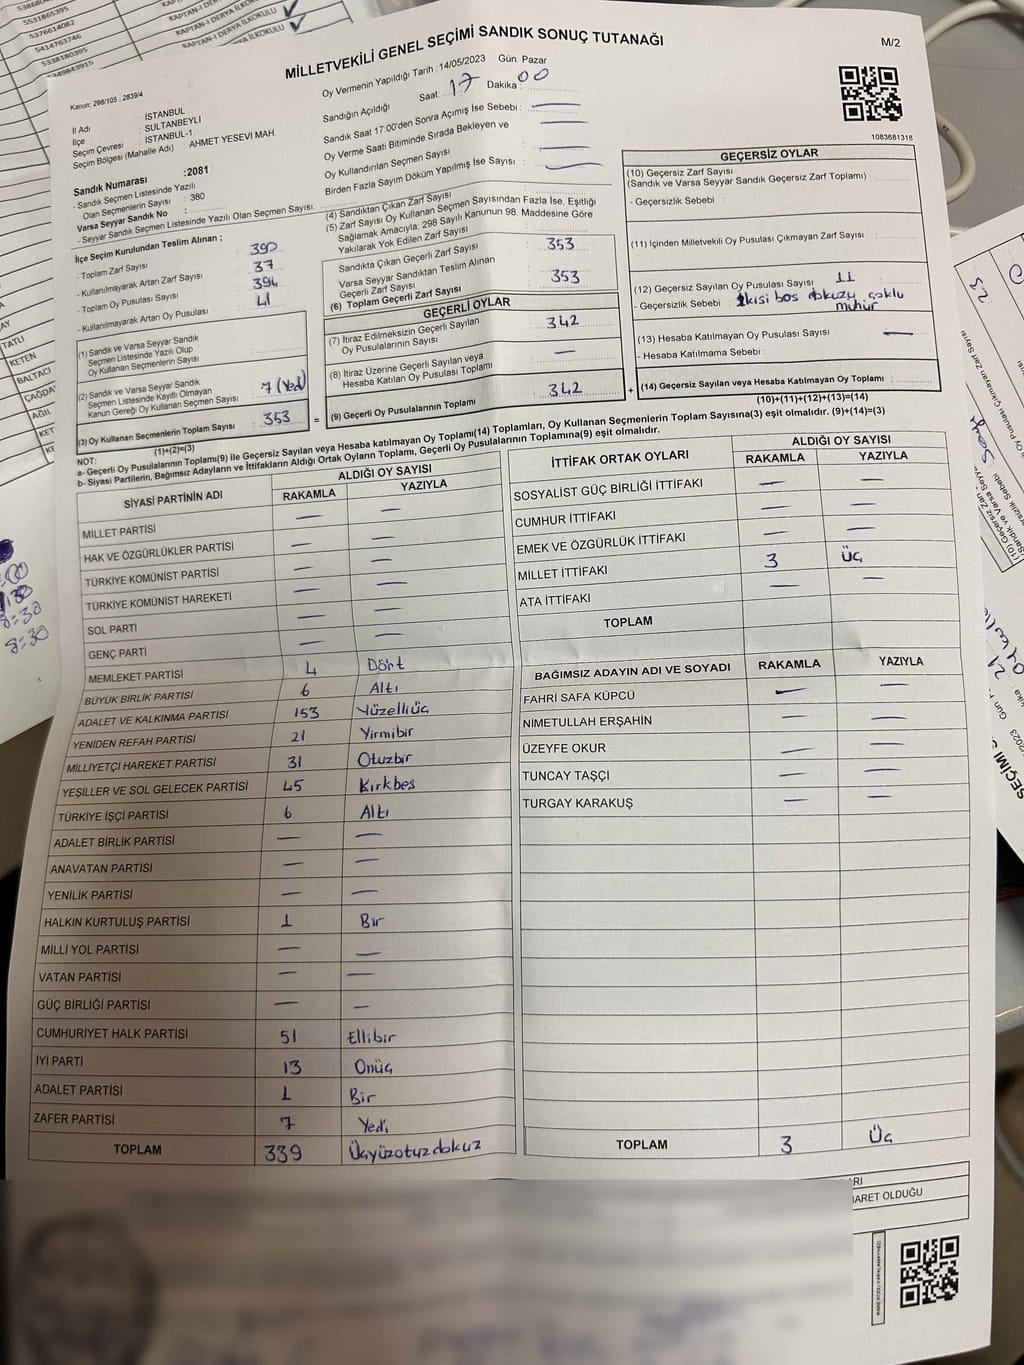 MİLLETVEKİLİ GENEL SEÇİMİ SANDIK SONUÇ TUTANAĞI
M/2
Kanun: 298/105 ; 2839/4
Oy Vermenin Yapıldığı Tarih : 14/05/2023 Gün: Pazar
İl Adı : İSTANBUL
İlçe : SULTANBEYLİ
Seçim Çevresi : İSTANBUL-1
Seçim Bölgesi (Mahalle Adı) : AHMET YESEVİ MAH.
Sandık Numarası :2081
- Sandık Seçmen Listesinde Yazılı
Olan Seçmenlerin Sayısı : 380
Varsa Seyyar Sandık No :
- Seyyar Sandık Seçmen Listesinde Yazılı Olan Seçmen Sayısı:
Sandığın Açıldığı Saat: 17 Dakika : 00
Sandık Saat 17:00'den Sonra Açılmış İse Sebebi : —
Oy Verme Saati Bitiminde Sırada Bekleyen ve
Oy Kullandırılan Seçmen Sayısı : —
Birden Fazla Sayım Döküm Yapılmış İse Sayısı : —
1083681318
İlçe Seçim Kurulundan Teslim Alınan ;
- Toplam Zarf Sayısı : 390
- Kullanılmayarak Artan Zarf Sayısı : 37
- Toplam Oy Pusulası Sayısı : 394
- Kullanılmayarak Artan Oy Pusulası : 41
(1) Sandık ve Varsa Seyyar Sandık
Seçmen Listesinde Yazılı Olup
Oy Kullanan Seçmenlerin Sayısı :
(2) Sandık ve Varsa Seyyar Sandık
Seçmen Listesinde Kayıtlı Olmayan
Kanun Gereği Oy Kullanan Seçmen Sayısı : 7 (Yedi)
(3) Oy Kullanan Seçmenlerin Toplam Sayısı : 353
(1)+(2)=(3)
(4) Sandıktan Çıkan Zarf Sayısı
(5) Zarf Sayısı Oy Kullanan Seçmen Sayısından Fazla İse, Eşitliği
Sağlamak Amacıyla, 298 Sayılı Kanunun 98. Maddesine Göre
Yakılarak Yok Edilen Zarf Sayısı :
Sandıkta Çıkan Geçerli Zarf Sayısı : 353
Varsa Seyyar Sandıktan Teslim Alınan
Geçerli Zarf Sayısı :
(6) Toplam Geçerli Zarf Sayısı : 353
GEÇERLİ OYLAR
(7) İtiraz Edilmeksizin Geçerli Sayılan
Oy Pusulalarının Sayısı : 342
(8) İtiraz Üzerine Geçerli Sayılan veya
Hesaba Katılan Oy Pusulası Toplamı : —
= (9) Geçerli Oy Pusulalarının Toplamı : 342
GEÇERSİZ OYLAR
(10) Geçersiz Zarf Sayısı
(Sandık ve Varsa Seyyar Sandık Geçersiz Zarf Toplamı) :
- Geçersizlik Sebebi :
(11) İçinden Milletvekili Oy Pusulası Çıkmayan Zarf Sayısı :
(12) Geçersiz Sayılan Oy Pusulası Sayısı : 11
- Geçersizlik Sebebi : ikisi boş dokuzu çoklu
mühür
(13) Hesaba Katılmayan Oy Pusulası Sayısı : —
- Hesaba Katılmama Sebebi :
+ (14) Geçersiz Sayılan veya Hesaba Katılmayan Oy Toplamı :
(10)+(11)+(12)+(13)=(14)
NOT:
a- Geçerli Oy Pusulalarının Toplamı(9) ile Geçersiz Sayılan veya Hesaba katılmayan Oy Toplamı(14) Toplamları, Oy Kullanan Seçmenlerin Toplam Sayısına(3) eşit olmalıdır. (9)+(14)=(3)
b- Siyasi Partilerin, Bağımsız Adayların ve İttifakların Aldığı Ortak Oyların Toplamı, Geçerli Oy Pusulalarının Toplamına(9) eşit olmalıdır.
SİYASİ PARTİNİN ADI ALDIĞI OY SAYISI
RAKAMLA YAZIYLA
MİLLET PARTİSİ — —
HAK VE ÖZGÜRLÜKLER PARTİSİ — —
TÜRKİYE KOMÜNİST PARTİSİ — —
TÜRKİYE KOMÜNİST HAREKETİ — —
SOL PARTİ — —
GENÇ PARTİ — —
MEMLEKET PARTİSİ 4 Dört
BÜYÜK BİRLİK PARTİSİ 6 Altı
ADALET VE KALKINMA PARTİSİ 153 Yüzelliüç
YENİDEN REFAH PARTİSİ 21 Yirmibir
MİLLİYETÇİ HAREKET PARTİSİ 31 Otuzbir
YEŞİLLER VE SOL GELECEK PARTİSİ 45 Kırkbeş
TÜRKİYE İŞÇİ PARTİSİ 6 Altı
ADALET BİRLİK PARTİSİ — —
ANAVATAN PARTİSİ — —
YENİLİK PARTİSİ — —
HALKIN KURTULUŞ PARTİSİ 1 Bir
MİLLİ YOL PARTİSİ — —
VATAN PARTİSİ — —
GÜÇ BİRLİĞİ PARTİSİ — —
CUMHURİYET HALK PARTİSİ 51 Ellibir
İYİ PARTİ 13 Onüç
ADALET PARTİSİ 1 Bir
ZAFER PARTİSİ 7 Yedi
TOPLAM 339 Üçyüzotuzdokuz
İTTİFAK ORTAK OYLARI ALDIĞI OY SAYISI
RAKAMLA YAZIYLA
SOSYALİST GÜÇ BİRLİĞİ İTTİFAKI — —
CUMHUR İTTİFAKI — —
EMEK VE ÖZGÜRLÜK İTTİFAKI — —
MİLLET İTTİFAKI 3 Üç
ATA İTTİFAKI — —
TOPLAM
BAĞIMSIZ ADAYIN ADI VE SOYADI RAKAMLA YAZIYLA
FAHRİ SAFA KÜPCÜ — —
NİMETULLAH ERŞAHİN — —
ÜZEYFE OKUR — —
TUNCAY TAŞÇI — —
TURGAY KARAKUŞ — —
TOPLAM 3 Üç
ARET OLDUĞU
5531865395
5376614082
5414763746
5338180395
KAPTAN-I DERYA İLKOKULU
KAPTAN-I DERYA İLKOKULU
TATLI
KETEN
BALTACI
8:30
8:30